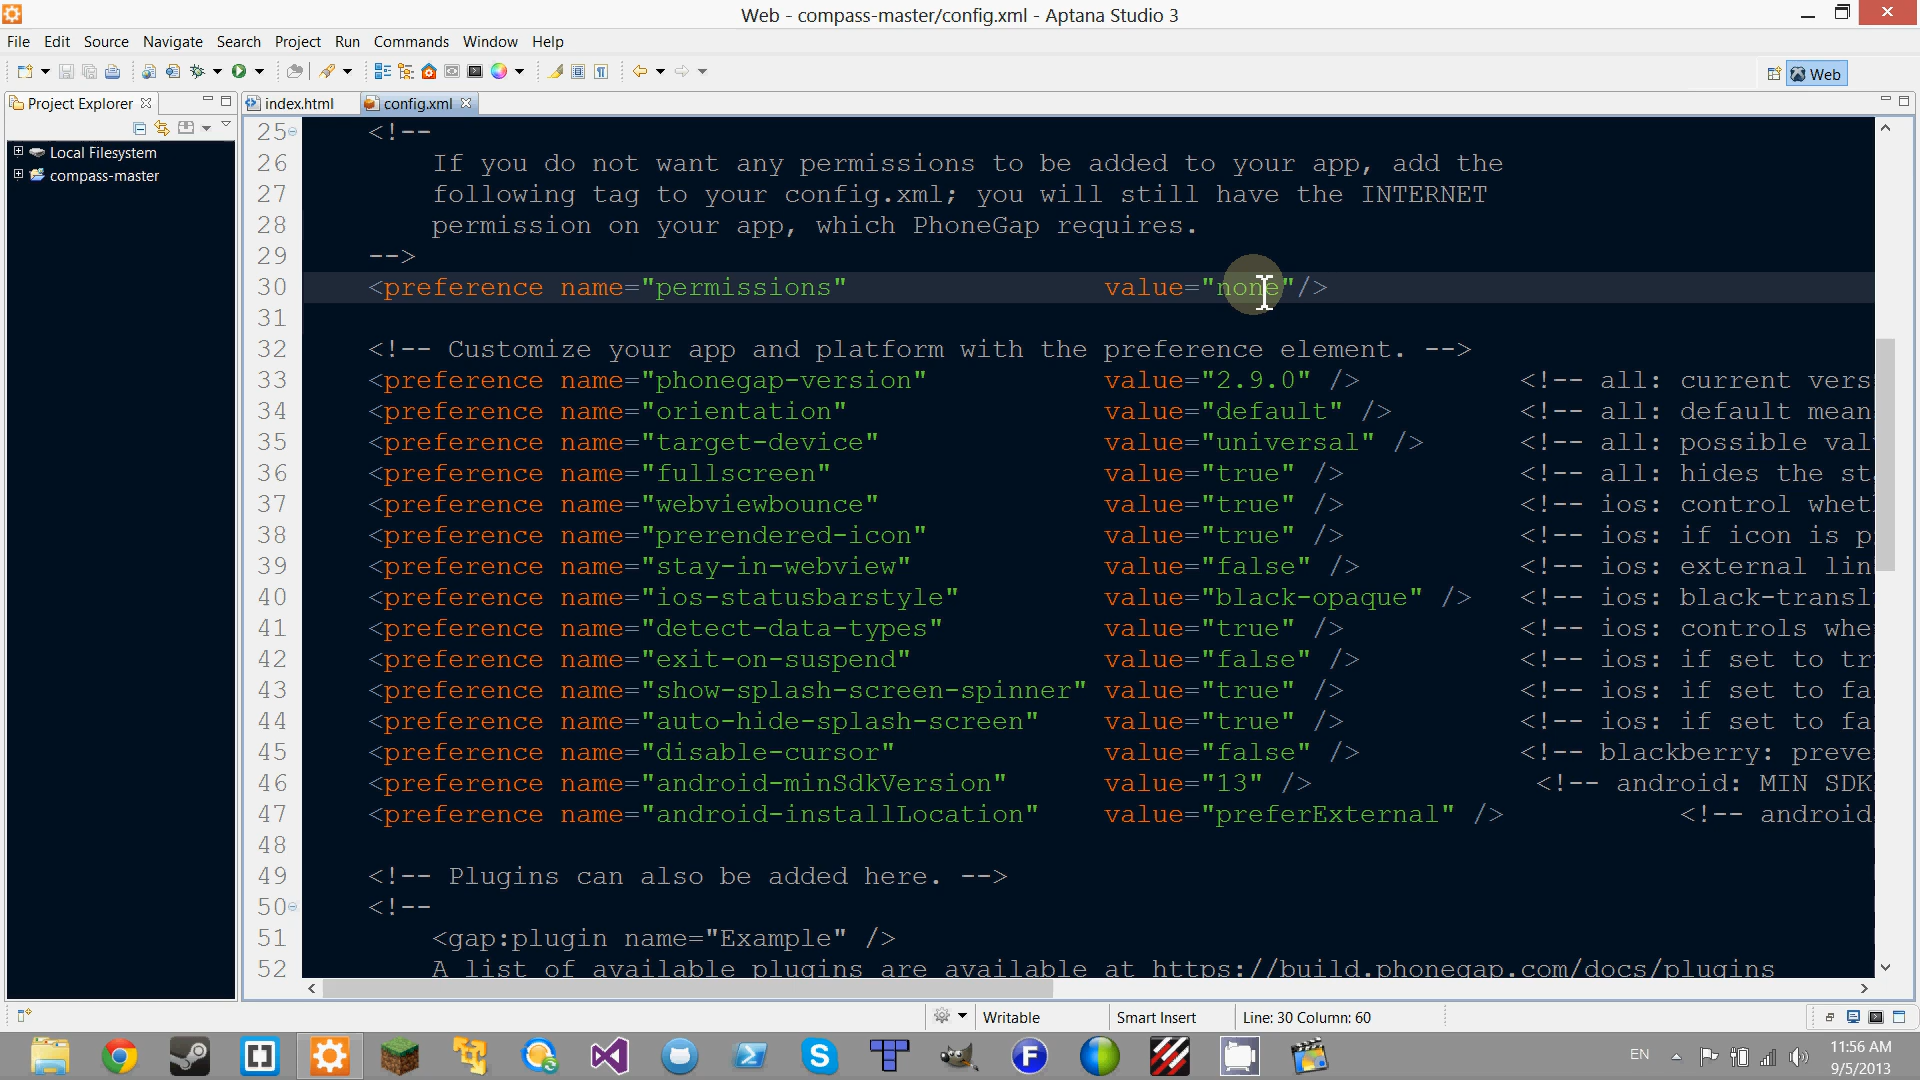 Web - compass-master/config.xml - Aptana Studio 3
File Edit Source Navigate Search Project Run Commands Window Help
Web
Project Explorer
index.html
config.xml
Local Filesystem
compass-master
25 <!--
26 If you do not want any permissions to be added to your app, add the
27 following tag to your config.xml; you will still have the INTERNET
28 permission on your app, which PhoneGap requires.
29 -->
30 <preference name="permissions" value="none"/>
31
32 <!-- Customize your app and platform with the preference element. -->
33 <preference name="phonegap-version" value="2.9.0" /> <!-- all: current vers
34 <preference name="orientation" value="default" /> <!-- all: default mean
35 <preference name="target-device" value="universal" /> <!-- all: possible val
36 <preference name="fullscreen" value="true" /> <!-- all: hides the st
37 <preference name="webviewbounce" value="true" /> <!-- ios: control whet
38 <preference name="prerendered-icon" value="true" /> <!-- ios: if icon is p
39 <preference name="stay-in-webview" value="false" /> <!-- ios: external lin
40 <preference name="ios-statusbarstyle" value="black-opaque" /> <!-- ios: black-transl
41 <preference name="detect-data-types" value="true" /> <!-- ios: controls whe
42 <preference name="exit-on-suspend" value="false" /> <!-- ios: if set to tr
43 <preference name="show-splash-screen-spinner" value="true" /> <!-- ios: if set to fa
44 <preference name="auto-hide-splash-screen" value="true" /> <!-- ios: if set to fa
45 <preference name="disable-cursor" value="false" /> <!-- blackberry: preve
46 <preference name="android-minSdkVersion" value="13" /> <!-- android: MIN SDK
47 <preference name="android-installLocation" value="preferExternal" /> <!-- android
48
49 <!-- Plugins can also be added here. -->
50 <!--
51 <gap:plugin name="Example" />
52 A list of available plugins are available at https://build.phonegap.com/docs/plugins
Writable Smart Insert Line: 30 Column: 60
EN
11:56 AM
9/5/2013